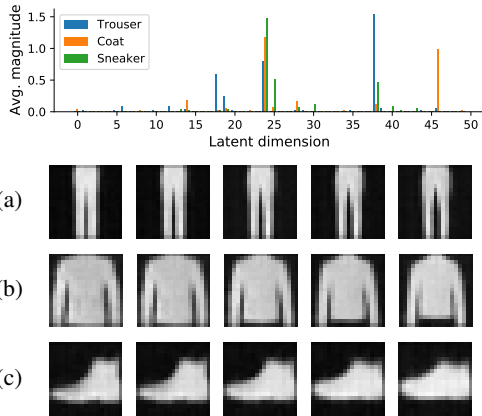 Avg. magnitude
1.5
1.0
0.5
0.0
Trouser
Coat
Sneaker
0 5 10 15 20 25 30 35 40 45 50
Latent dimension
(a)
(b)
(c)